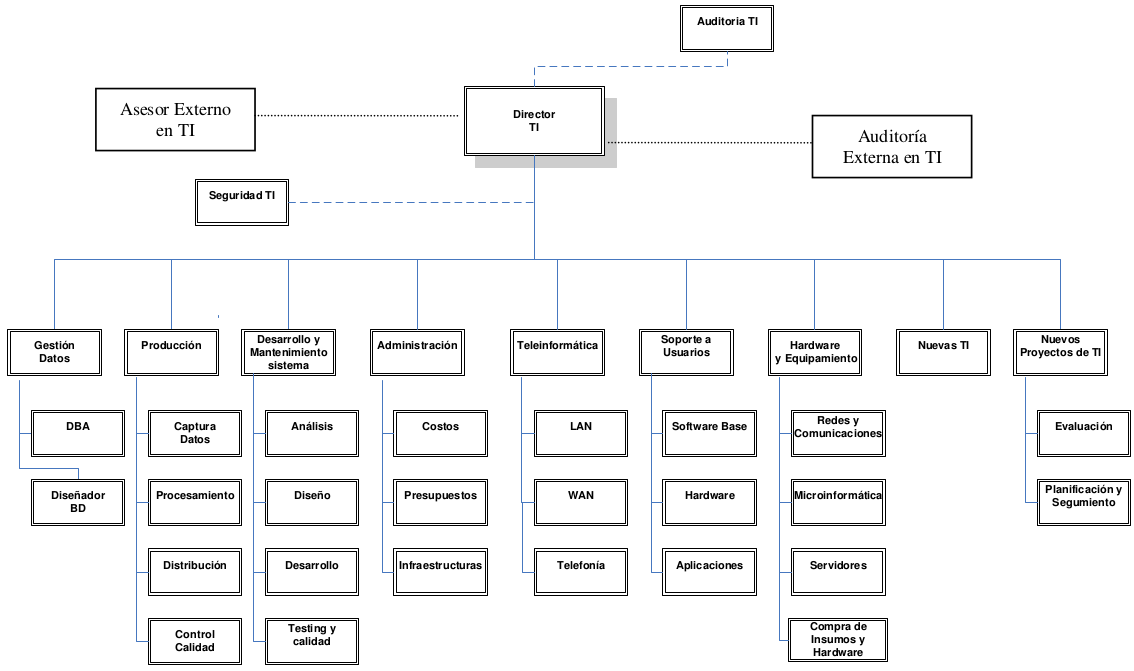 Auditoria TI
Asesor Externo
en TI
Director
TI
Auditoría
Externa en TI
Seguridad TI
Gestión
Datos
Producción
Desarrollo y
Mantenimiento
sistema
Administración
Teleinformática
Soporte a
Usuarios
Hardware
y Equipamiento
Nuevas TI
Nuevos
Proyectos de TI
DBA
Captura
Datos
Análisis
Costos
LAN
Software Base
Redes y
Comunicaciones
Evaluación
Diseñador
BD
Procesamiento
Diseño
Presupuestos
WAN
Hardware
Microinformática
Planificación y
Segumiento
Distribución
Desarrollo
Infraestructuras
Telefonía
Aplicaciones
Servidores
Control
Calidad
Testing y
calidad
Compra de
Insumos y
Hardware